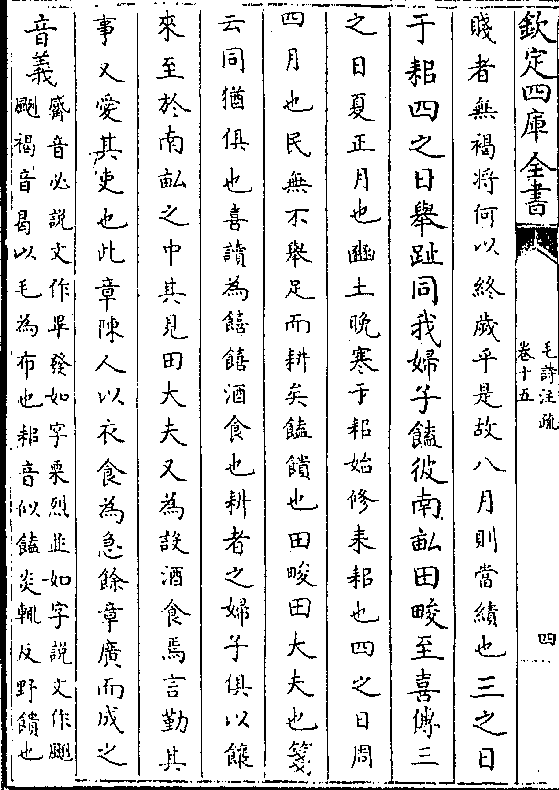 欽定四庫全書
毛詩注疏
卷十五
四
賤者無褐將何以終歲乎是故八月則當績也三之日
于耜四之日舉趾同我婦子饁彼南畝田畯至喜傳三
之日夏正月也豳土晚寒于耜始修耒耜也四之日周
四月也民無不舉足而耕矣饁饋也田畯田大夫也箋
云同猶俱也喜讀為饎饎酒食也耕者之婦子俱以饟
來至於南畝之中其見田大夫又為設酒食焉言勤其
事又愛其吏也此章陳人以衣食為急餘章廣而成之
音義
觱音必說文作畢發如字栗烈並如字說文作颲
颲褐音曷以毛為布也耜音似饁炎輒反野饋也